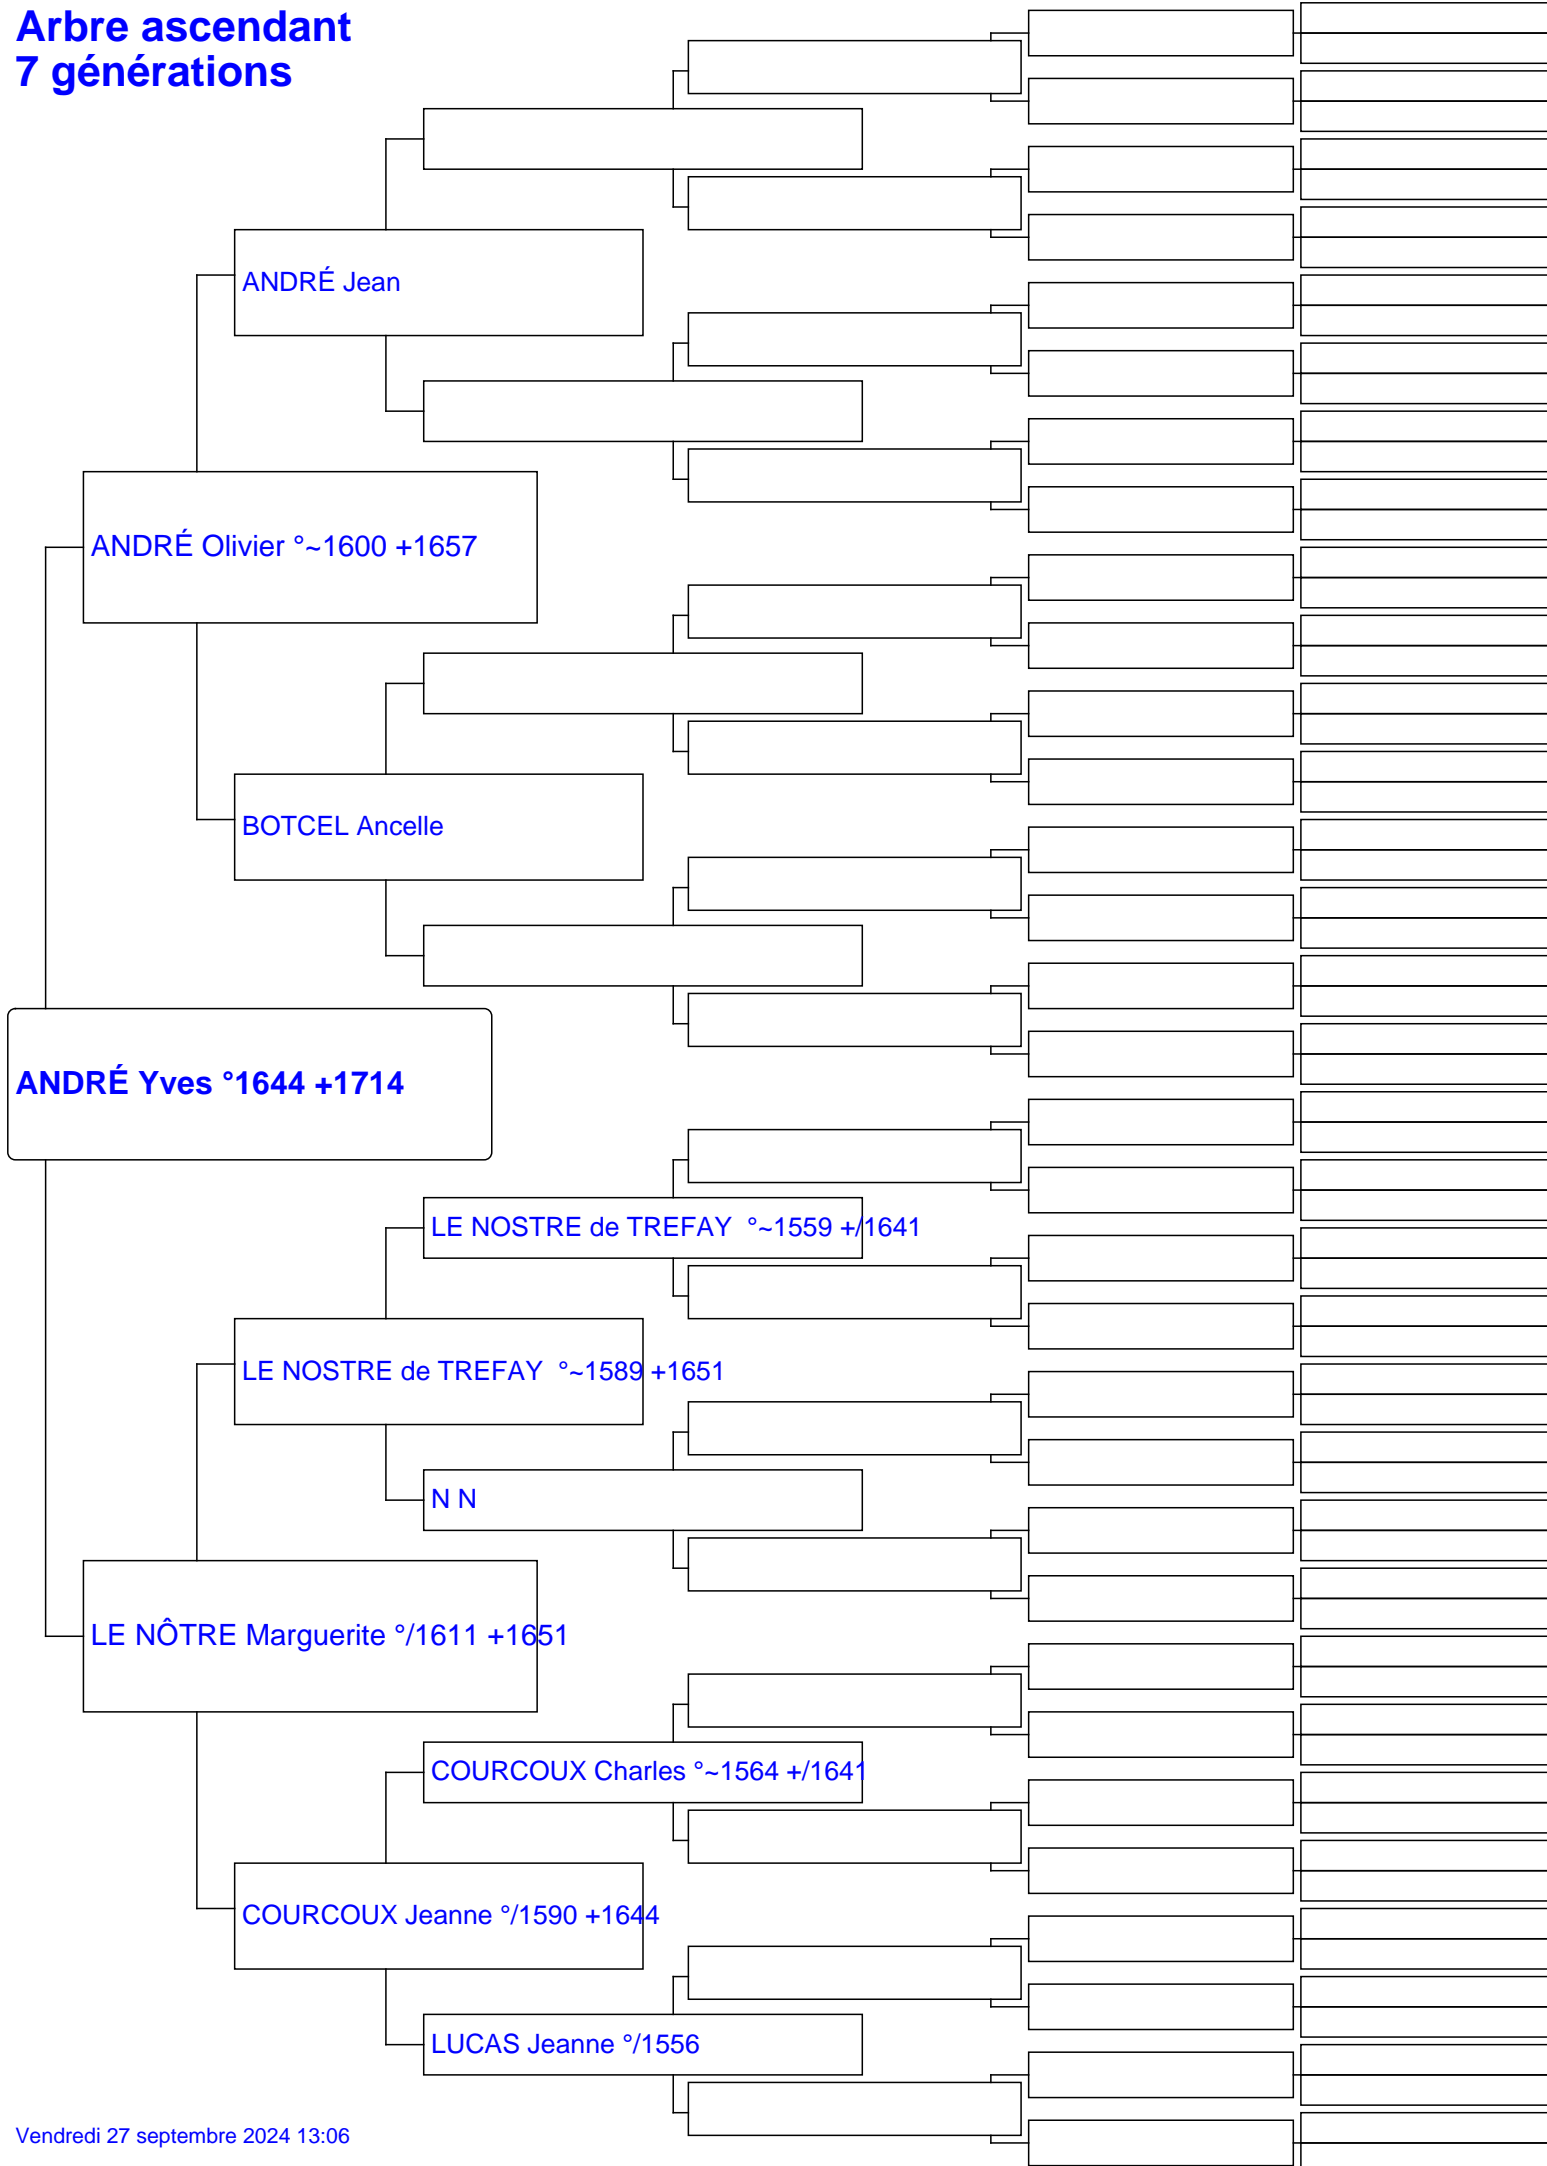 Arbre ascendant
7 générations
ANDRÉ Jean
ANDRÉ Olivier °~1600 +1657
BOTCEL Ancelle
ANDRÉ Yves °1644 +1714
LE NOSTRE de TREFAY  °~1559 +/1641
LE NOSTRE de TREFAY  °~1589 +1651
N N
LE NÔTRE Marguerite °/1611 +1651
COURCOUX Charles °~1564 +/1641
COURCOUX Jeanne °/1590 +1644
LUCAS Jeanne °/1556
Vendredi 27 septembre 2024 13:06